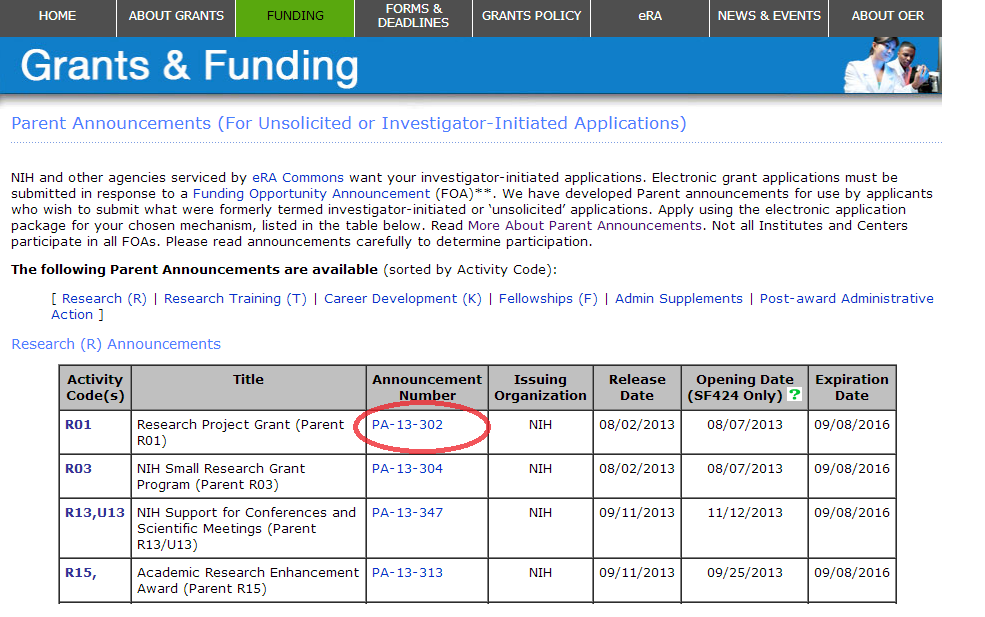 HOME
ABOUT GRANTS
FUNDING
FORMS &
DEADLINES
GRANTS POLICY
eRA
NEWS & EVENTS
ABOUT OER
Grants & Funding
Parent Announcements (For Unsolicited or Investigator-Initiated Applications)
NIH and other agencies serviced by eRA Commons want your investigator-initiated applications. Electronic grant applications must be
submitted in response to a Funding Opportunity Announcement (FOA)**. We have developed Parent announcements for use by applicants
who wish to submit what were formerly termed investigator-initiated or ‘unsolicited’ applications. Apply using the electronic application
package for your chosen mechanism, listed in the table below. Read More About Parent Announcements. Not all Institutes and Centers
participate in all FOAs. Please read announcements carefully to determine participation.
The following Parent Announcements are available (sorted by Activity Code):
[ Research (R) | Research Training (T) | Career Development (K) | Fellowships (F) | Admin Supplements | Post-award Administrative
Action ]
Research (R) Announcements
Activity
Code(s)
Title
Announcement
Number
Issuing
Organization
Release
Date
Opening Date
(SF424 Only) ?
Expiration
Date
R01
Research Project Grant (Parent
R01)
PA-13-302
NIH
08/02/2013
08/07/2013
09/08/2016
R03
NIH Small Research Grant
Program (Parent R03)
PA-13-304
NIH
08/02/2013
08/07/2013
09/08/2016
R13,U13
NIH Support for Conferences and
Scientific Meetings (Parent
R13/U13)
PA-13-347
NIH
09/11/2013
11/12/2013
09/08/2016
R15,
Academic Research Enhancement
Award (Parent R15)
PA-13-313
NIH
09/11/2013
09/25/2013
09/08/2016